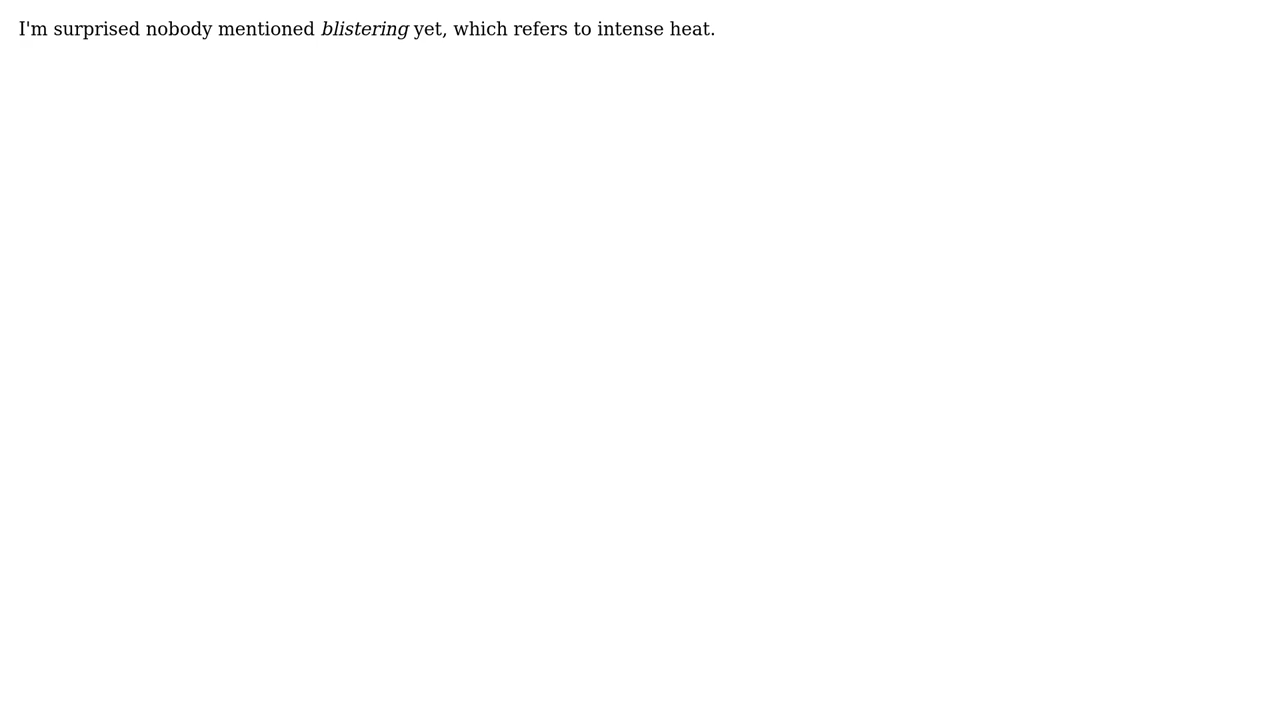 I'm surprised nobody mentioned blistering yet, which refers to intense heat.